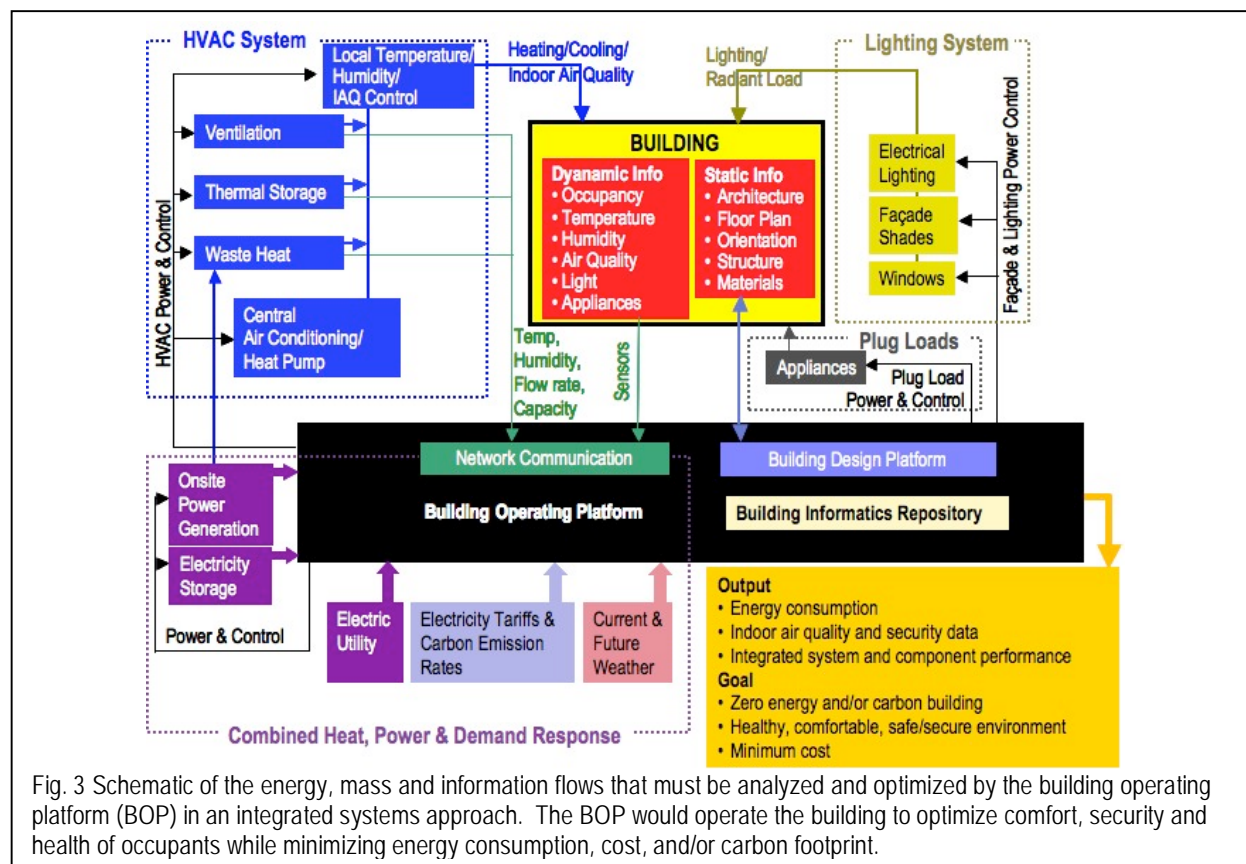 HVAC System
Local Temperature/
Humidity/
IAQ Control
Ventilation
Thermal Storage
Waste Heat
Central
Air Conditioning/
Heat Pump
HVAC Power & Control
Heating/Cooling/
Indoor Air Quality
Lighting/
Radiant Load
Lighting System
Electrical
Lighting
Façade
Shades
Windows
Façade & Lighting Power Control
BUILDING
Dyanamic Info
• Occupancy
• Temperature
• Humidity
• Air Quality
• Light
• Appliances
Static Info
• Architecture
• Floor Plan
• Orientation
• Structure
• Materials
Temp,
Humidity,
Flow rate,
Capacity
Sensors
Plug Loads
Appliances
Plug Load
Power & Control
Network Communication
Building Design Platform
Building Operating Platform
Building Informatics Repository
Onsite
Power
Generation
Electricity
Storage
Power & Control
Electric
Utility
Electricity Tariffs &
Carbon Emission
Rates
Current &
Future
Weather
Combined Heat, Power & Demand Response
Output
• Energy consumption
• Indoor air quality and security data
• Integrated system and component performance
Goal
• Zero energy and/or carbon building
• Healthy, comfortable, safe/secure environment
• Minimum cost
Fig. 3 Schematic of the energy, mass and information flows that must be analyzed and optimized by the building operating
platform (BOP) in an integrated systems approach. The BOP would operate the building to optimize comfort, security and
health of occupants while minimizing energy consumption, cost, and/or carbon footprint.